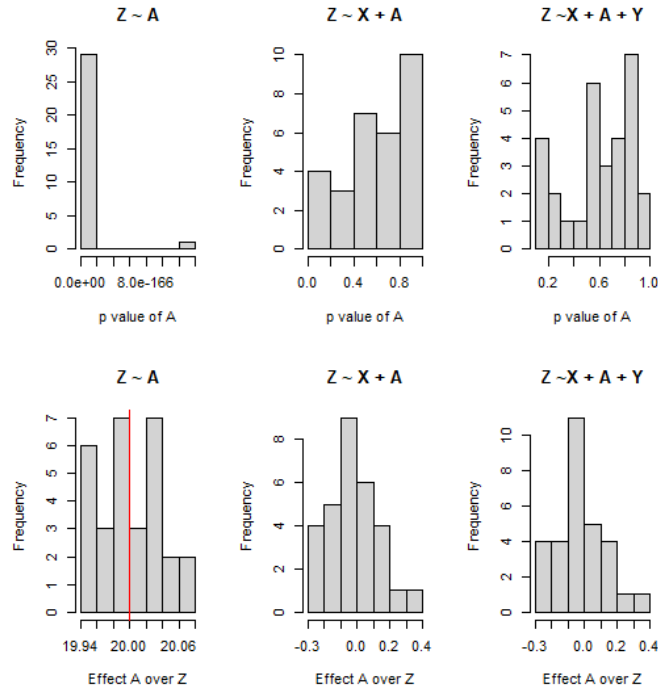 Z ~ A
Z ~ X + A
Z ~X + A + Y
Frequency
0
5
10
15
20
25
30
0.0e+00
8.0e-166
p value of A
Frequency
0
2
4
6
8
10
0.0
0.4
0.8
p value of A
Frequency
0
1
2
3
4
5
6
7
0.2
0.6
1.0
p value of A
Z ~ A
Z ~ X + A
Z ~X + A + Y
Frequency
0
1
2
3
4
5
6
7
19.94
20.00
20.06
Effect A over Z
Frequency
0
2
4
6
8
-0.3
0.0
0.2
0.4
Effect A over Z
Frequency
0
2
4
6
8
10
-0.3
0.0
0.2
0.4
Effect A over Z